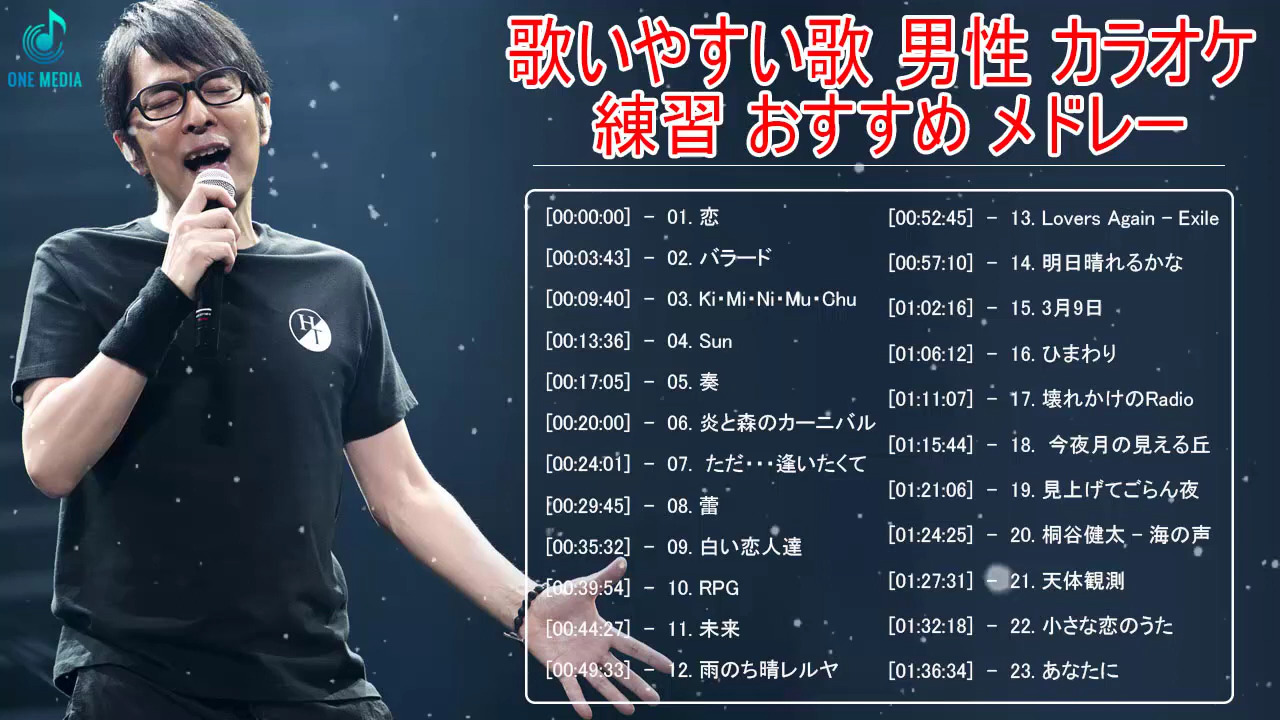 ONE MEDIA
歌いやすい歌 男性 カラオケ
練習 おすすめ メドレー
[00:00:00] - 01. 恋
[00:03:43] - 02. バラード
[00:09:40] - 03. Ki・Mi・Ni・Mu・Chu
[00:13:36] - 04. Sun
[00:17:05] - 05. 奏
[00:20:00] - 06. 炎と森のカーニバル
[00:24:01] - 07. ただ・・・逢いたくて
[00:29:45] - 08. 蕾
[00:35:32] - 09. 白い恋人達
[00:39:54] - 10. RPG
[00:44:27] - 11. 未来
[00:49:33] - 12. 雨のち晴レルヤ
[00:52:45] - 13. Lovers Again - Exile
[00:57:10] - 14. 明日晴れるかな
[01:02:16] - 15. 3月9日
[01:06:12] - 16. ひまわり
[01:11:07] - 17. 壊れかけのRadio
[01:15:44] - 18. 今夜月の見える丘
[01:21:06] - 19. 見上げてごらん夜
[01:24:25] - 20. 桐谷健太 - 海の声
[01:27:31] - 21. 天体観測
[01:32:18] - 22. 小さな恋のうた
[01:36:34] - 23. あなたに
H
T